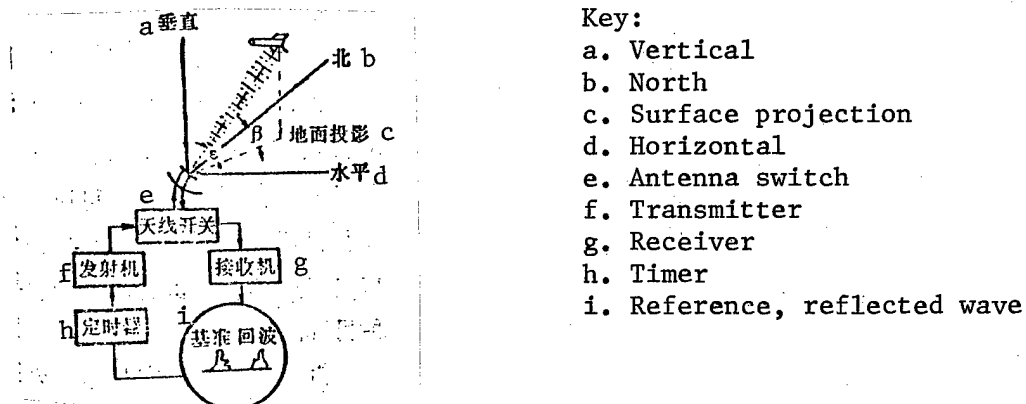 a 垂直
北 b
β
地面投影 c
ε
水平 d
e
天线开关
f 发射机
接收机 g
h 定时器
i
基准 回波
Key:
a. Vertical
b. North
c. Surface projection
d. Horizontal
e. Antenna switch
f. Transmitter
g. Receiver
h. Timer
i. Reference, reflected wave